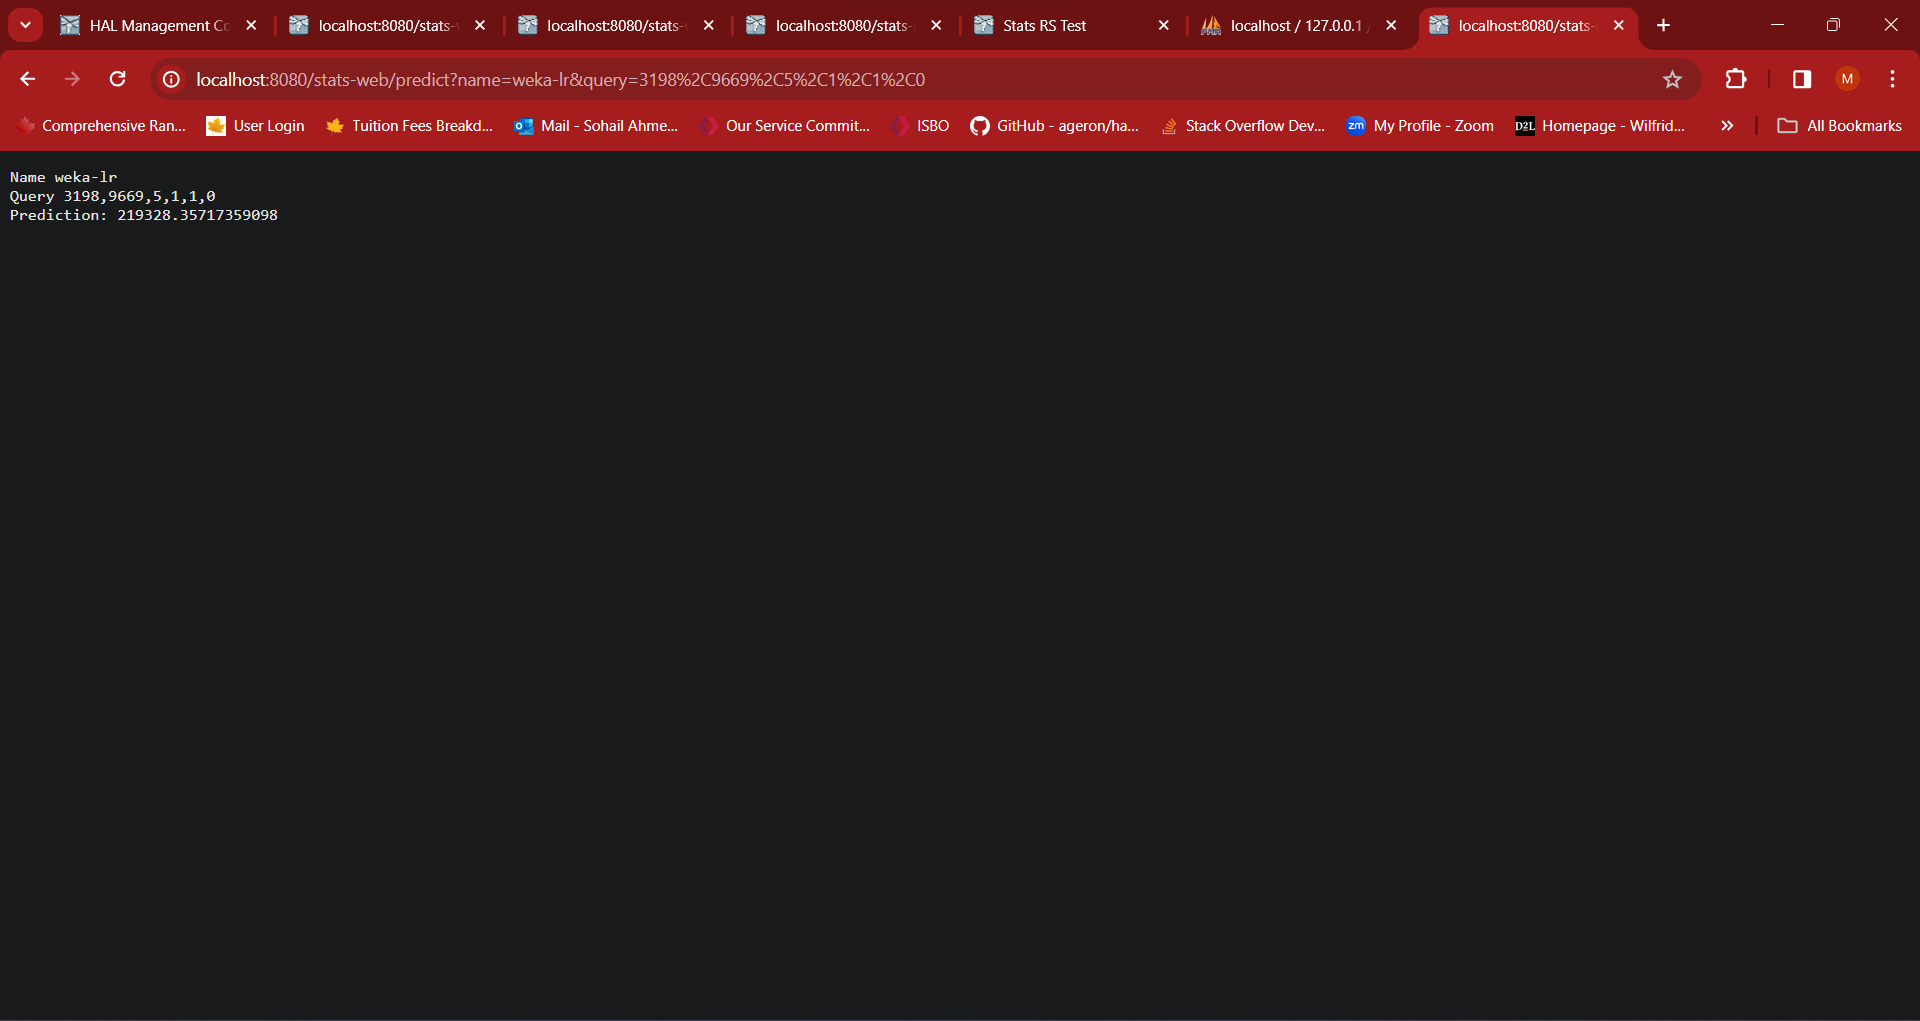 HAL Management Co
localhost:8080/stats-
localhost:8080/stats-
localhost:8080/stats-
Stats RS Test
localhost / 127.0.0.1
localhost:8080/stats-
localhost:8080/stats-web/predict?name=weka-lr&query=3198%2C9669%2C5%2C1%2C1%2C0
M
Comprehensive Ran...
User Login
Tuition Fees Breakd...
Mail - Sohail Ahme...
Our Service Commit...
ISBO
GitHub - ageron/ha...
Stack Overflow Dev...
zm
My Profile - Zoom
D2L
Homepage - Wilfrid...
All Bookmarks
Name weka-lr
Query 3198,9669,5,1,1,0
Prediction: 219328.35717359098